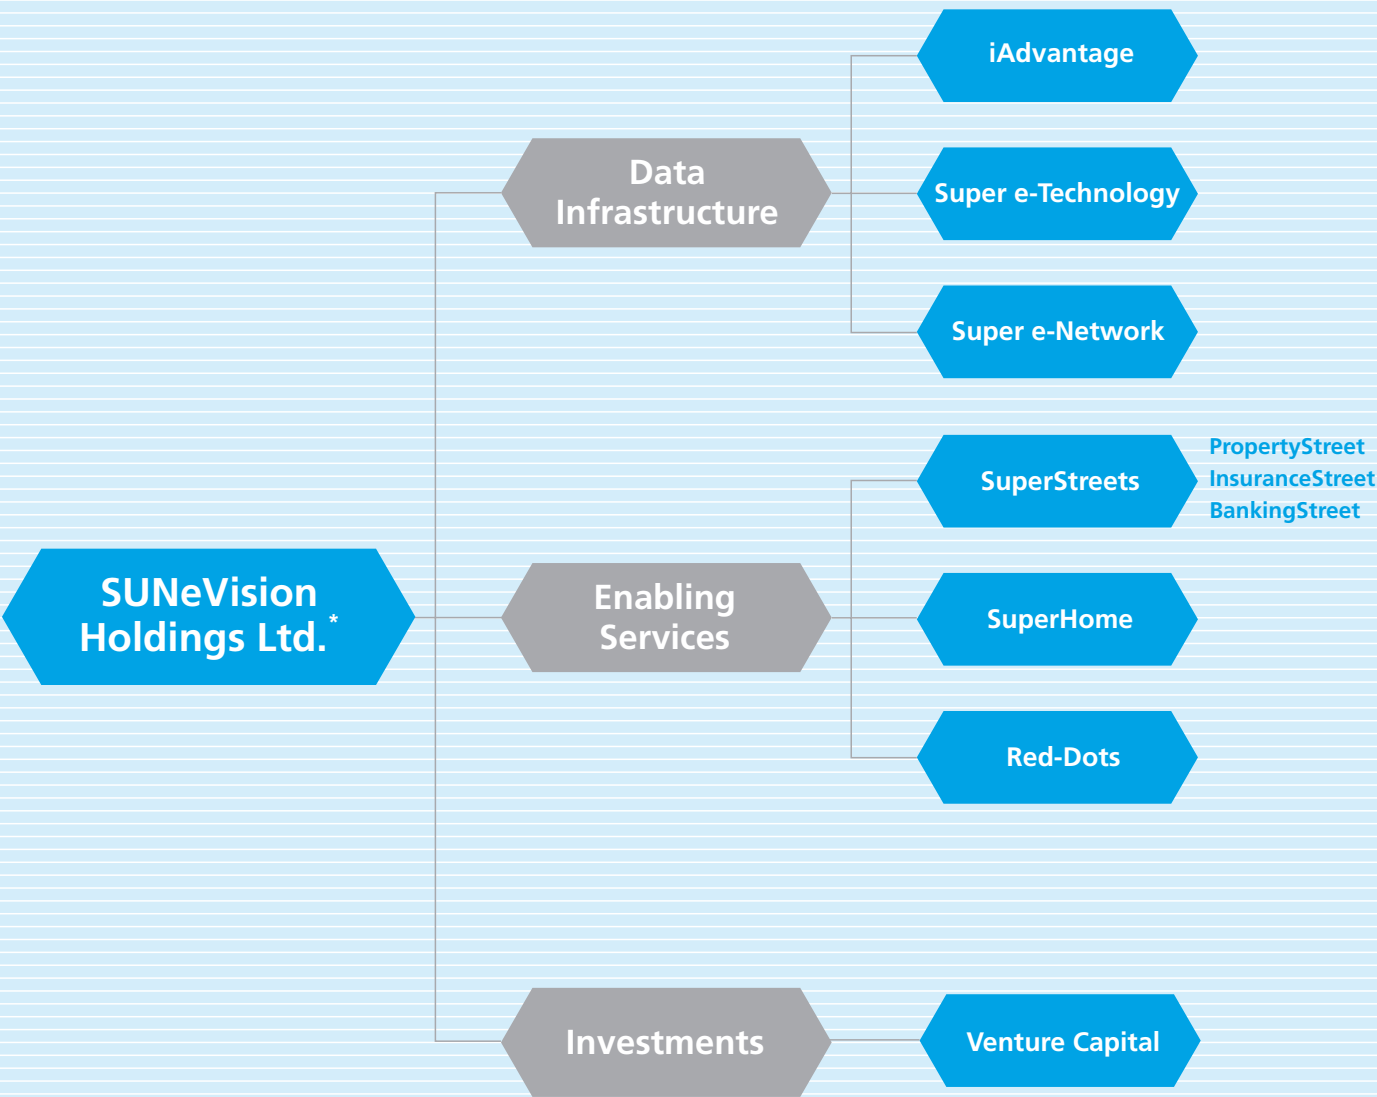 iAdvantage
Data
Infrastructure
Super e-Technology
Super e-Network
SuperStreets
PropertyStreet
InsuranceStreet
BankingStreet
SUNeVision
Holdings Ltd.*
Enabling
Services
SuperHome
Red-Dots
Investments
Venture Capital